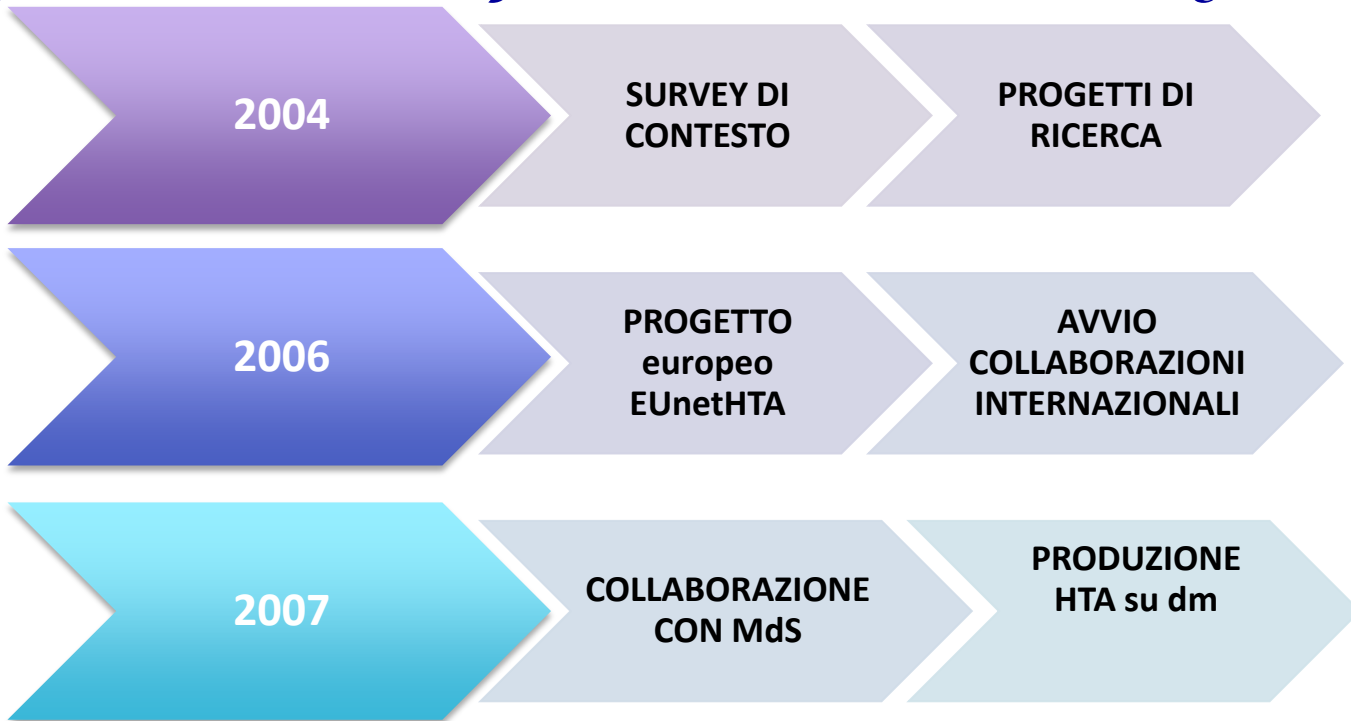 2004
SURVEY DI
CONTESTO
PROGETTI DI
RICERCA
2006
PROGETTO
europeo
EUnetHTA
AVVIO
COLLABORAZIONI
INTERNAZIONALI
2007
COLLABORAZIONE
CON MdS
PRODUZIONE
HTA su dm